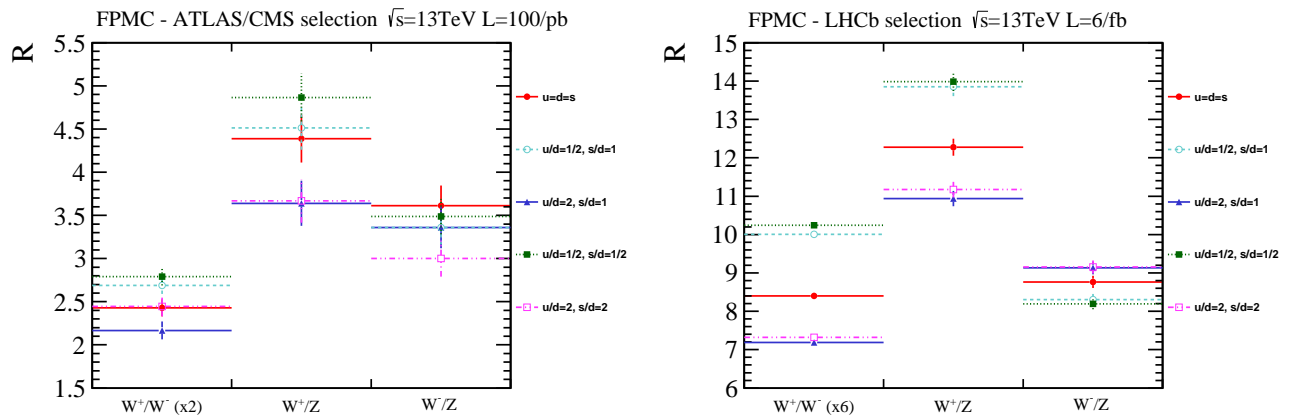 FPMC - ATLAS/CMS selection √s=13TeV L=100/pb
R
5.5
5
4.5
4
3.5
3
2.5
2
1.5
W⁺/W⁻ (x2)
W⁺/Z
W⁻/Z
u=d=s
u/d=1/2, s/d=1
u/d=2, s/d=1
u/d=1/2, s/d=1/2
u/d=2, s/d=2
FPMC - LHCb selection √s=13TeV L=6/fb
R
15
14
13
12
11
10
9
8
7
6
W⁺/W⁻ (x6)
W⁺/Z
W⁻/Z
u=d=s
u/d=1/2, s/d=1
u/d=2, s/d=1
u/d=1/2, s/d=1/2
u/d=2, s/d=2